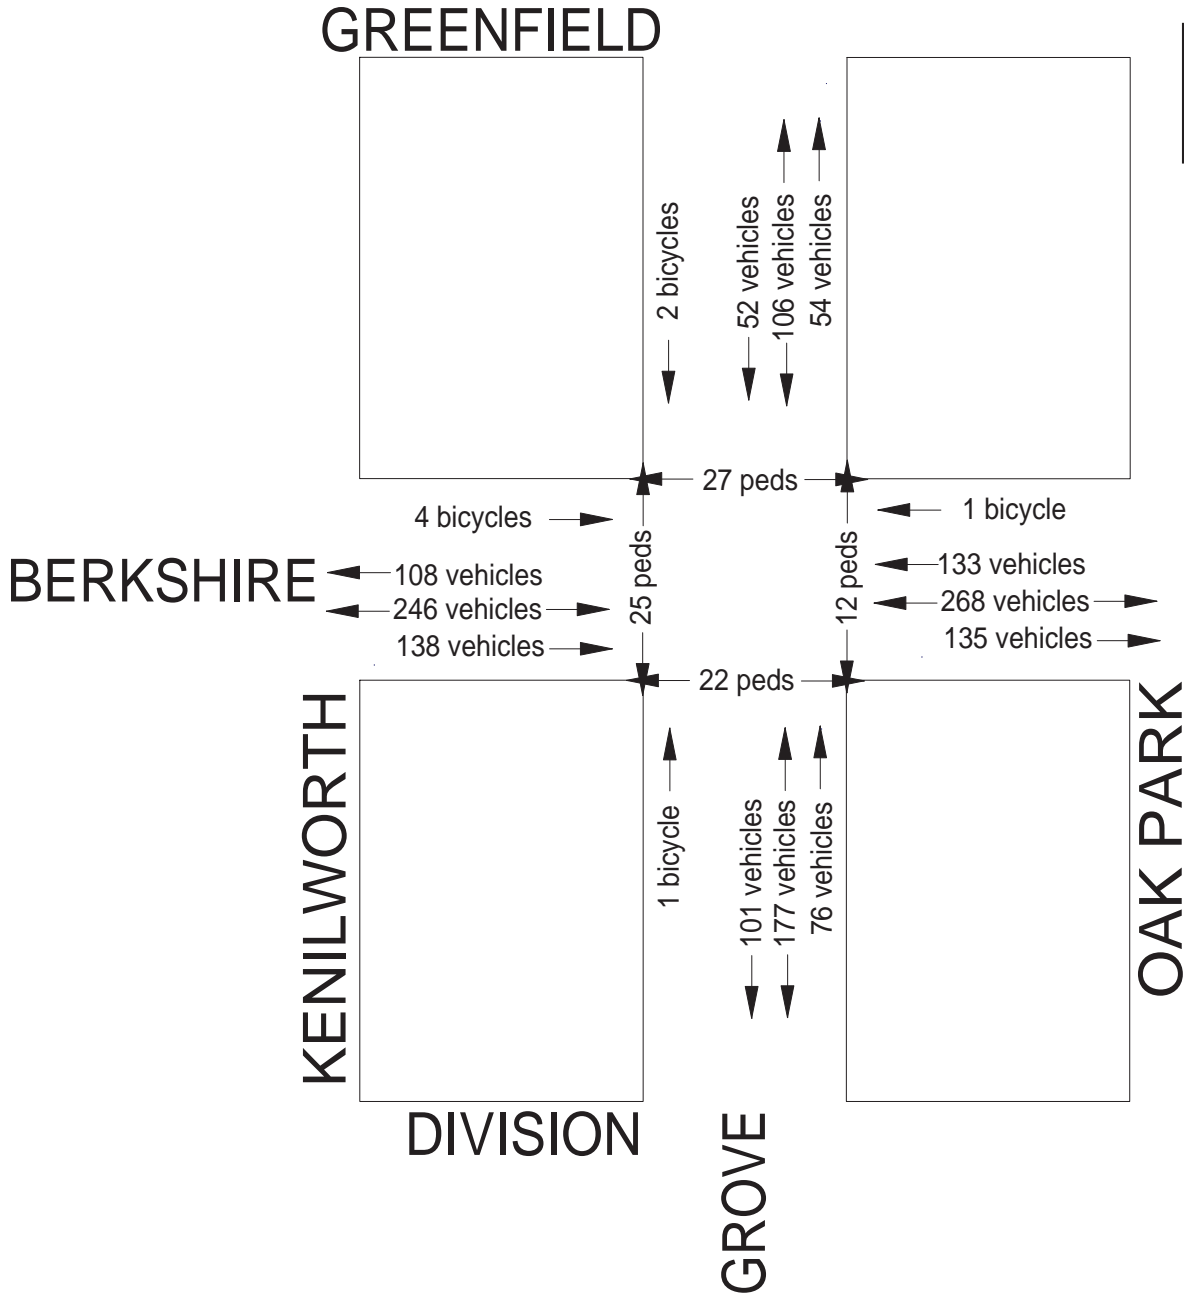 GREENFIELD
2 bicycles
52 vehicles
106 vehicles
54 vehicles
27 peds
4 bicycles
1 bicycle
BERKSHIRE
108 vehicles
246 vehicles
138 vehicles
25 peds
12 peds
133 vehicles
268 vehicles
135 vehicles
22 peds
KENILWORTH
1 bicycle
101 vehicles
177 vehicles
76 vehicles
OAK PARK
DIVISION
GROVE